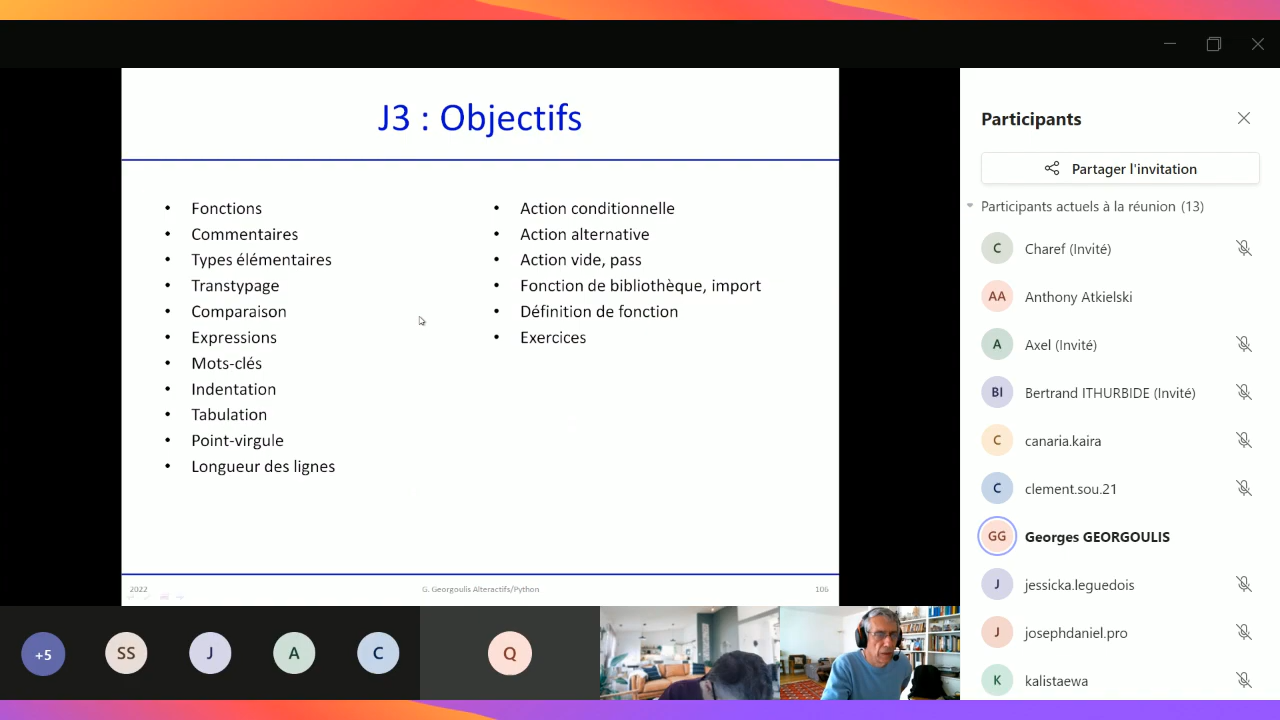 J3 : Objectifs
• Fonctions
• Commentaires
• Types élémentaires
• Transtypage
• Comparaison
• Expressions
• Mots-clés
• Indentation
• Tabulation
• Point-virgule
• Longueur des lignes
• Action conditionnelle
• Action alternative
• Action vide, pass
• Fonction de bibliothèque, import
• Définition de fonction
• Exercices
2022
G. Georgoulis Alteractifs/Python
106
+5
SS
J
A
C
Q
Participants
Partager l'invitation
Participants actuels à la réunion (13)
C Charef (Invité)
AA Anthony Atkielski
A Axel (Invité)
BI Bertrand ITHURBIDE (Invité)
C canaria.kaira
C clement.sou.21
GG Georges GEORGOULIS
J jessicka.leguedois
J josephdaniel.pro
K kalistaewa